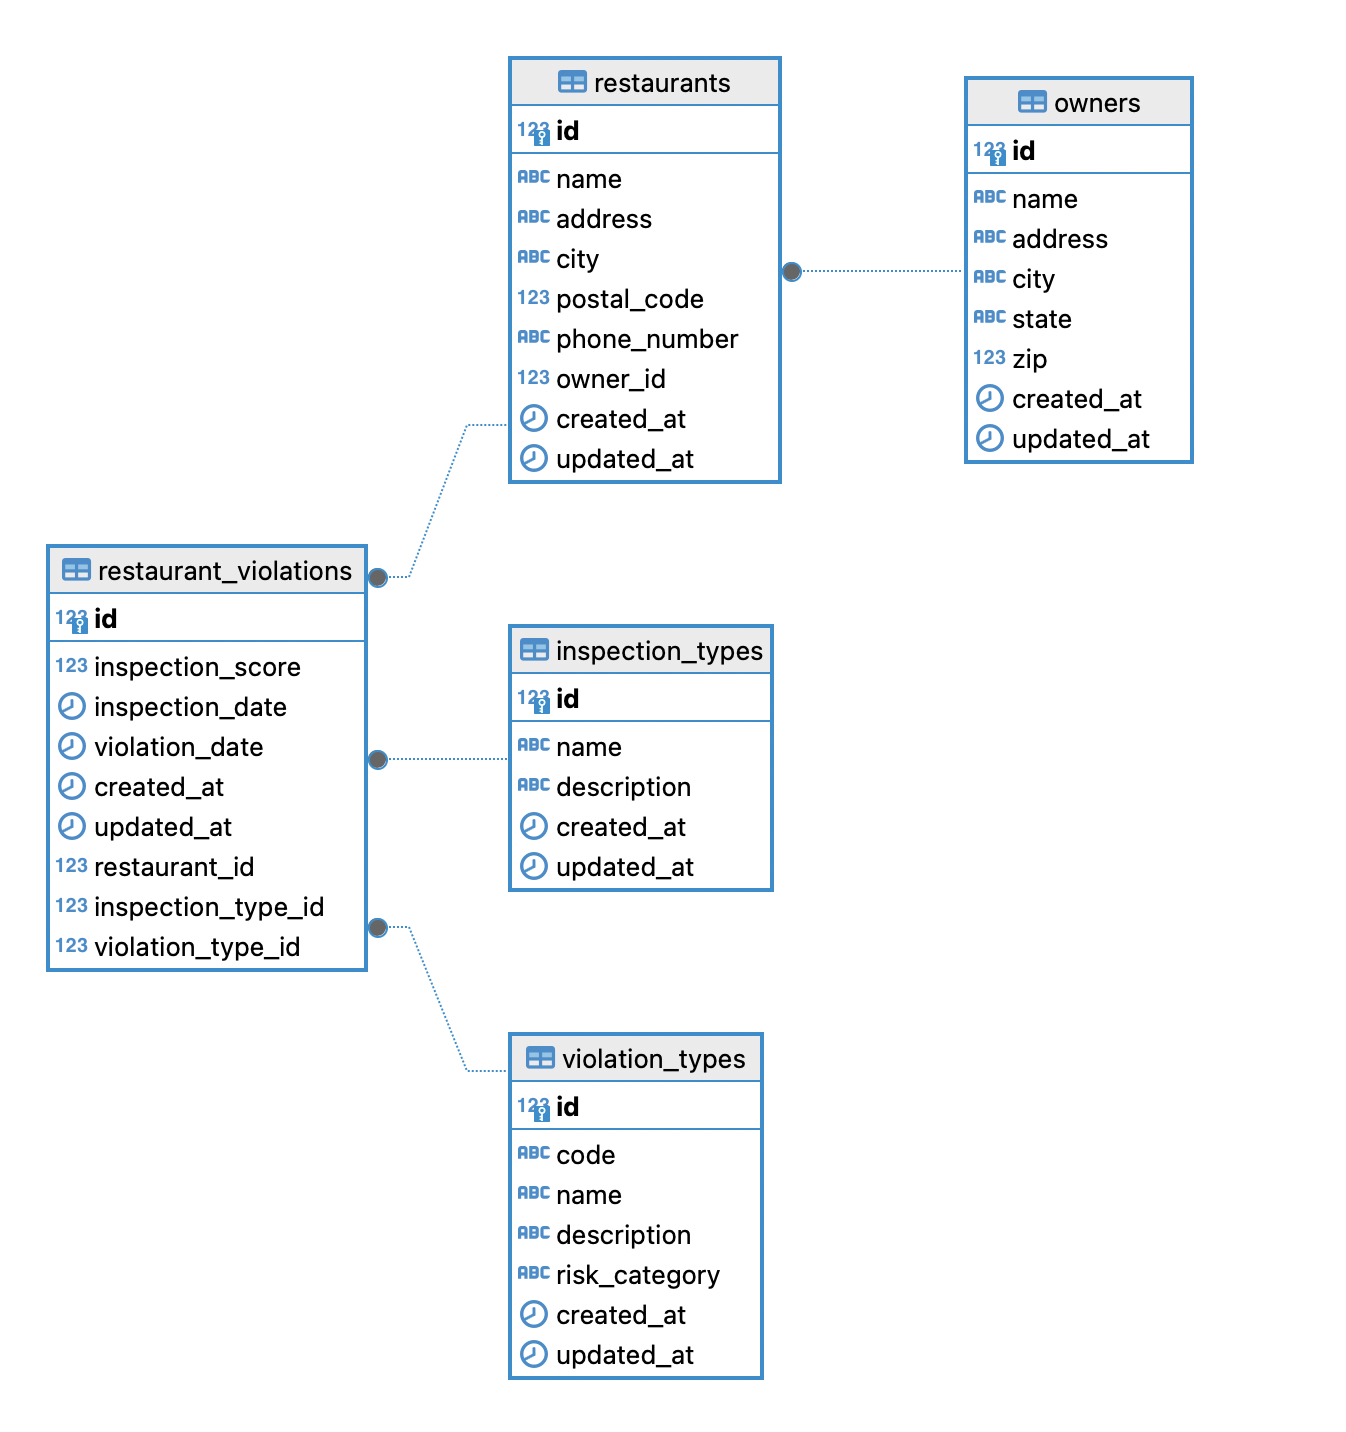 restaurants
123 id
ABC name
ABC address
ABC city
123 postal_code
ABC phone_number
123 owner_id
created_at
updated_at
owners
123 id
ABC name
ABC address
ABC city
ABC state
123 zip
created_at
updated_at
restaurant_violations
123 id
123 inspection_score
inspection_date
violation_date
created_at
updated_at
123 restaurant_id
123 inspection_type_id
123 violation_type_id
inspection_types
123 id
ABC name
ABC description
created_at
updated_at
violation_types
123 id
ABC code
ABC name
ABC description
ABC risk_category
created_at
updated_at